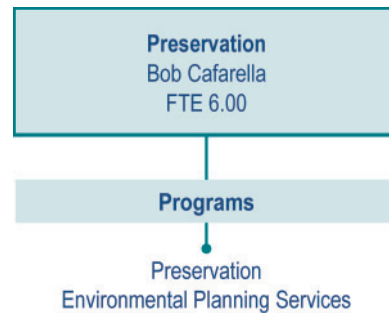 Preservation
Bob Cafarella
FTE 6.00
Programs
Preservation
Environmental Planning Services